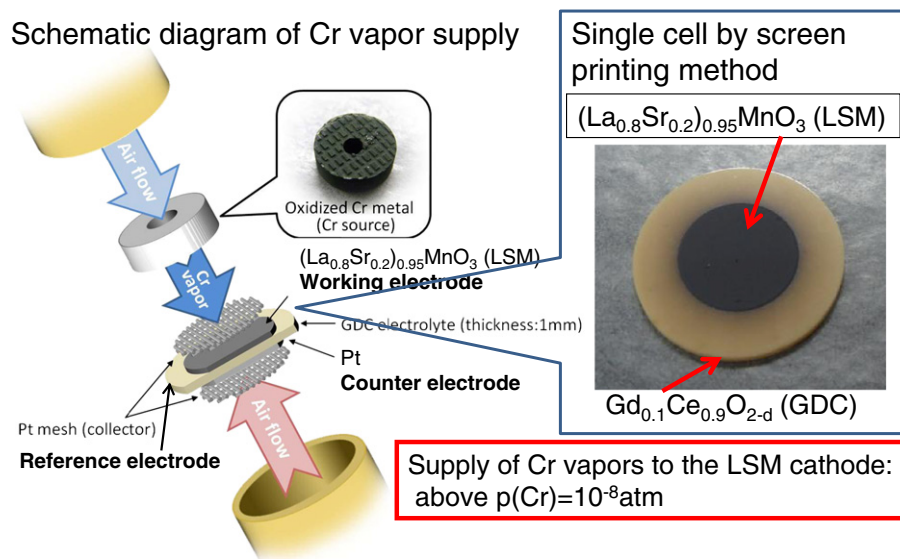 Schematic diagram of Cr vapor supply
Air flow
Oxidized Cr metal
(Cr source)
Cr
vapor
(La0.8Sr0.2)0.95MnO3 (LSM)
Working electrode
GDC electrolyte (thickness:1mm)
Pt
Counter electrode
Pt mesh (collector)
Reference electrode
Air flow
Single cell by screen
printing method
(La0.8Sr0.2)0.95MnO3 (LSM)
Gd0.1Ce0.9O2-d (GDC)
Supply of Cr vapors to the LSM cathode:
above p(Cr)=10-8atm